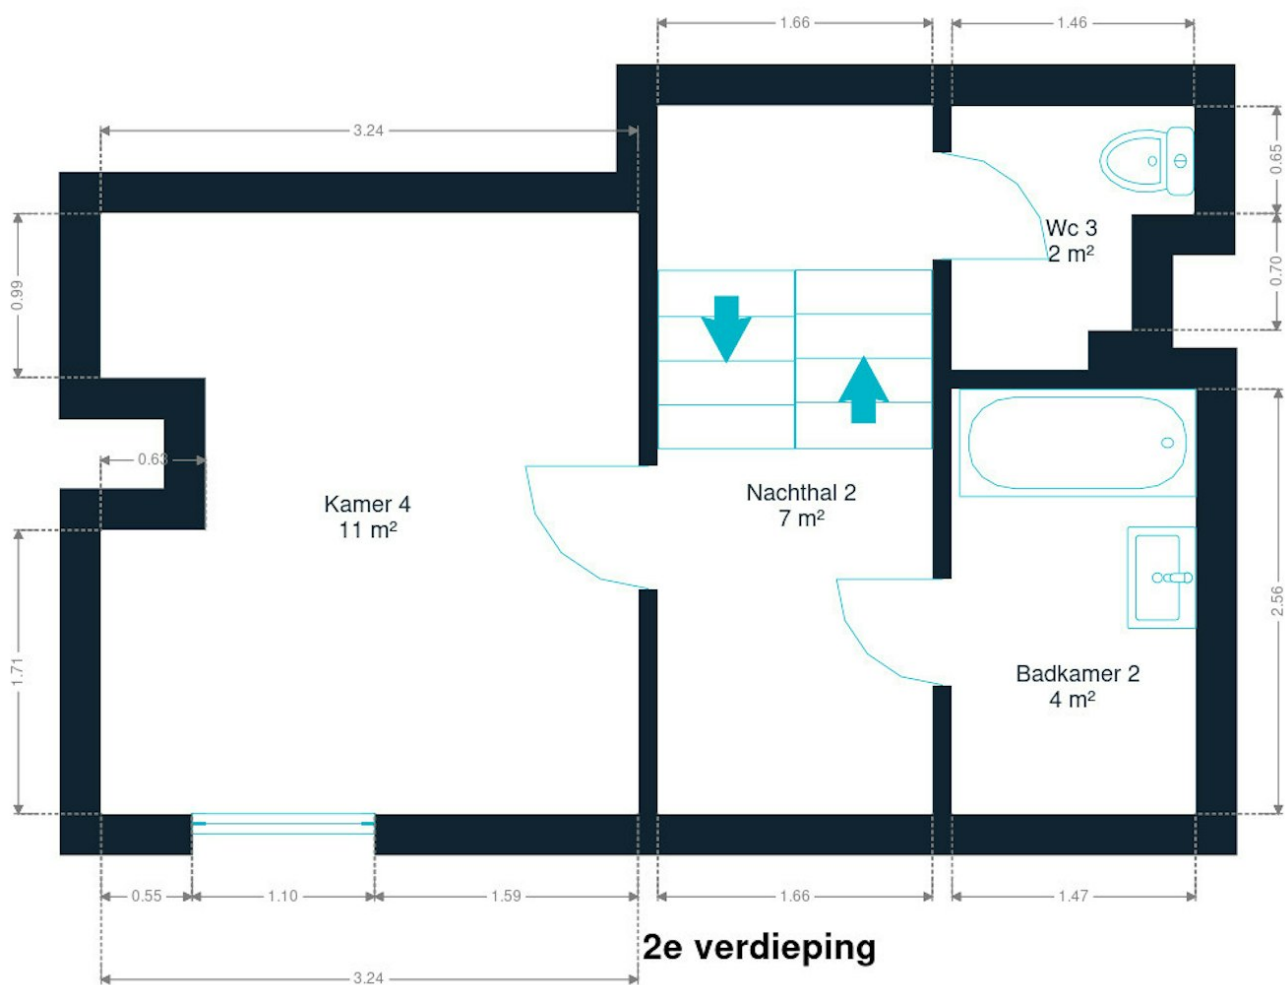 1.66
1.46
3.24
0.65
Wc 3
2 m²
0.70
0.99
0.63
Kamer 4
11 m²
Nachthal 2
7 m²
2.56
1.71
Badkamer 2
4 m²
0.55
1.10
1.59
1.66
1.47
2e verdieping
3.24